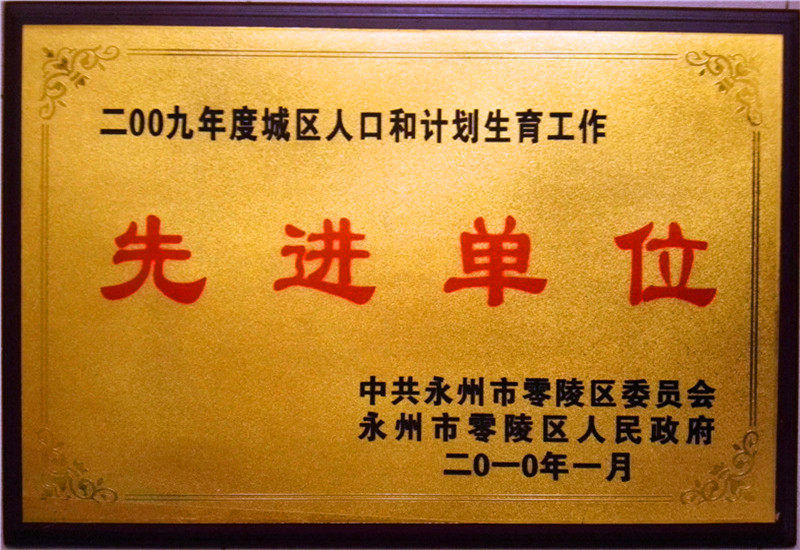 二00九年度城区人口和计划生育工作
先进单位
中共永州市零陵区委员会
永州市零陵区人民政府
二0一0年一月